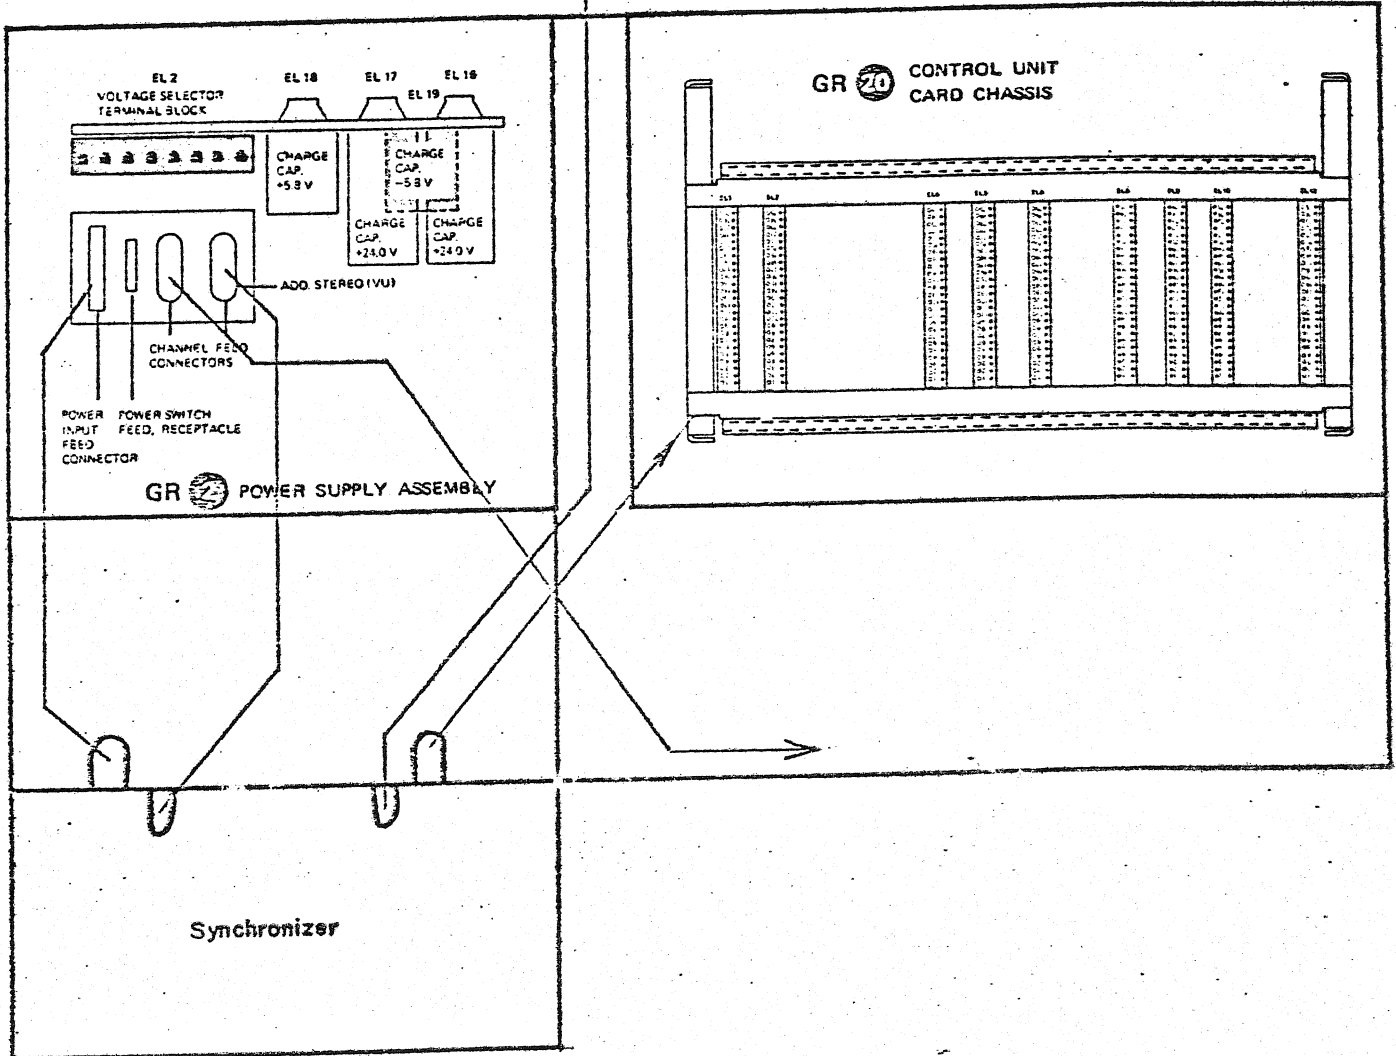 EL 2
VOLTAGE SELECTOR
TERMINAL BLOCK
EL 18
EL 17
EL 19
EL 16
CHARGE
CAP.
+5.8 V
CHARGE
CAP.
-5.8 V
CHARGE
CAP.
+24.0 V
CHARGE
CAP.
+24.0 V
ADD. STEREO (VU)
CHANNEL FEED
CONNECTORS
POWER
INPUT
FEED
CONNECTOR
POWER SWITCH
FEED, RECEPTACLE
GR 2 POWER SUPPLY ASSEMBLY
GR 20 CONTROL UNIT
CARD CHASSIS
Synchronizer